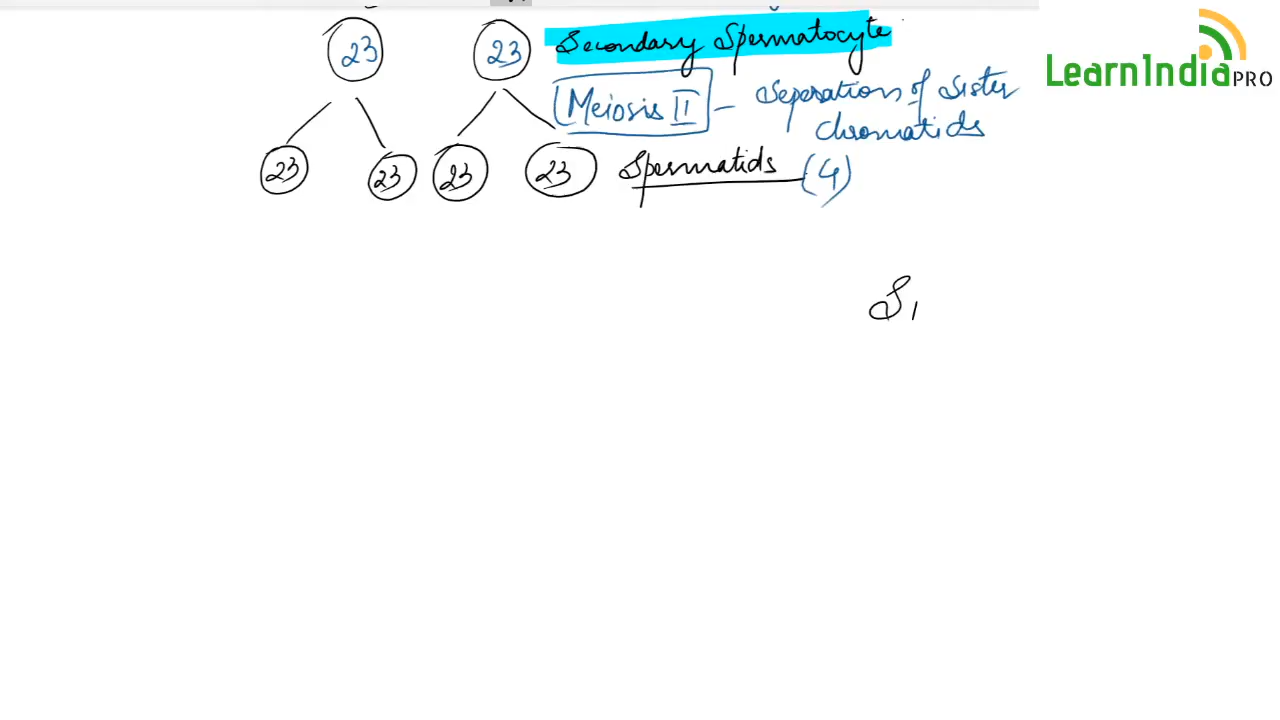 23 23 Secondary Spermatocyte
LearnIndia PRO
Meiosis II - Seperation of Sister
chromatids
23 23 23 23 Spermatids (4)